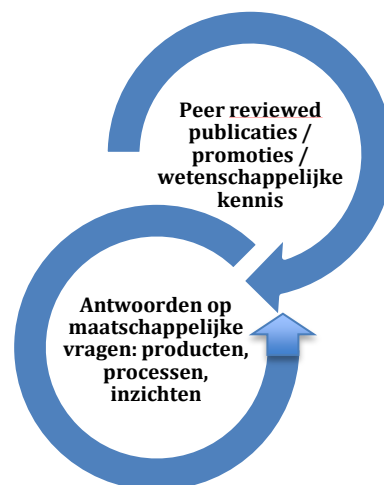 Peer reviewed
publicaties /
promoties /
wetenschappelijke
kennis
Antwoorden op
maatschappelijke
vragen: producten,
processen,
inzichten